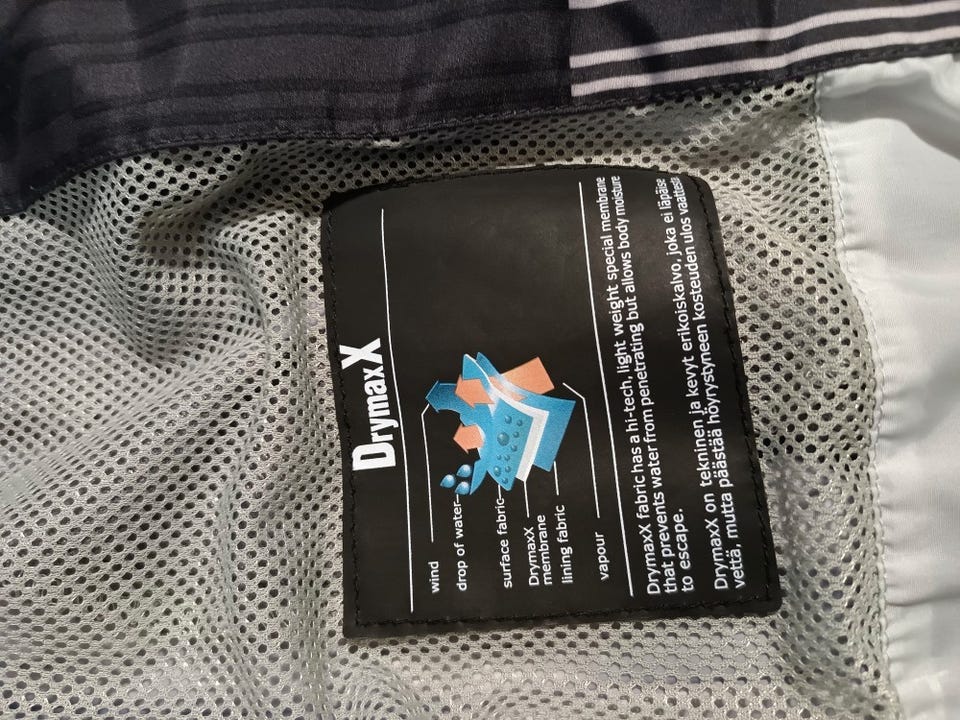 DrymaxX
wind
drop of water
surface fabric
DrymaxX
membrane
lining fabric
vapour
DrymaxX fabric has a hi-tech, light weight special membrane
that prevents water from penetrating but allows body moisture
to escape.
DrymaxX on tekninen ja kevyt erikoiskalvo, joka ei läpäise
vettä, mutta päästää höyrystyneen kosteuden ulos vaatteesta